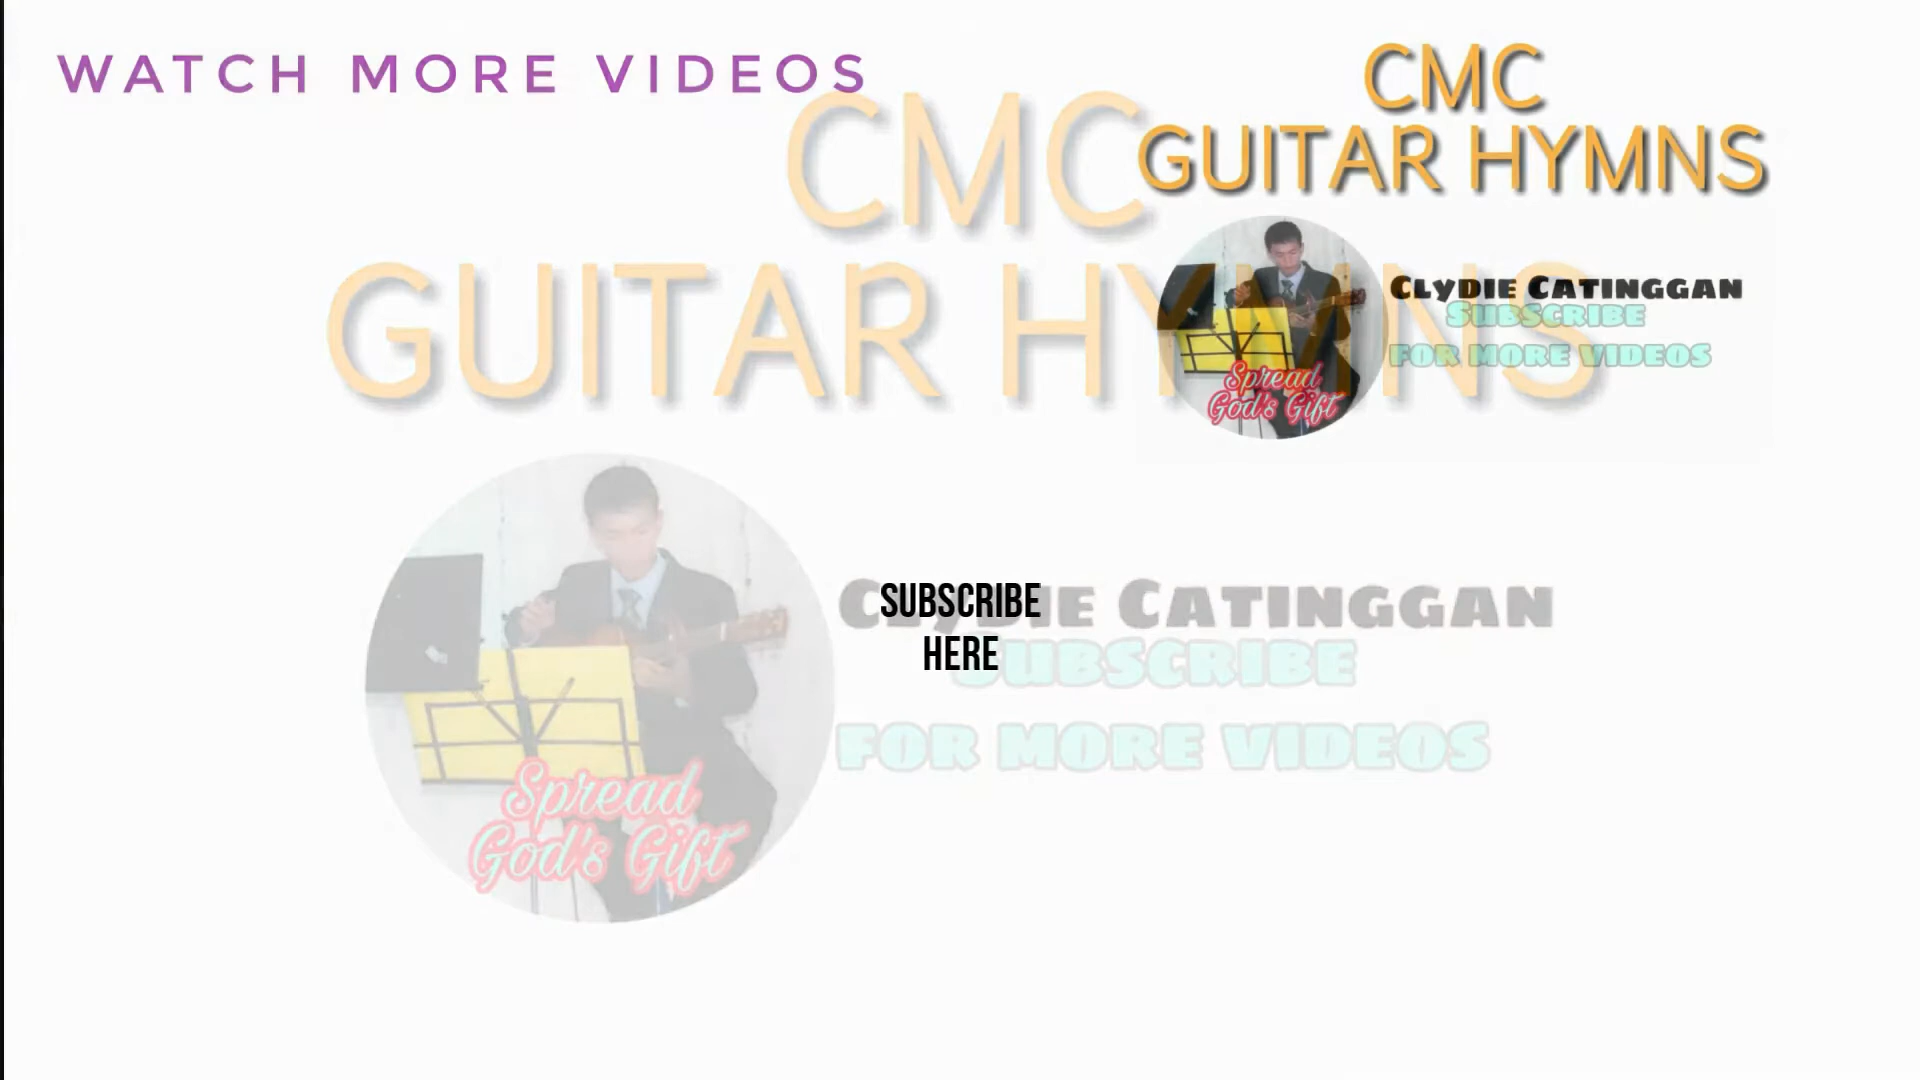 WATCH MORE VIDEOS
CMC
GUITAR HYMNS
Clydie Catinggan
Subscribe
for more videos
Spread
God's Gift
CMC
GUITAR HYMNS
Clydie Catinggan
Subscribe
for more videos
Spread
God's Gift
SUBSCRIBE
HERE